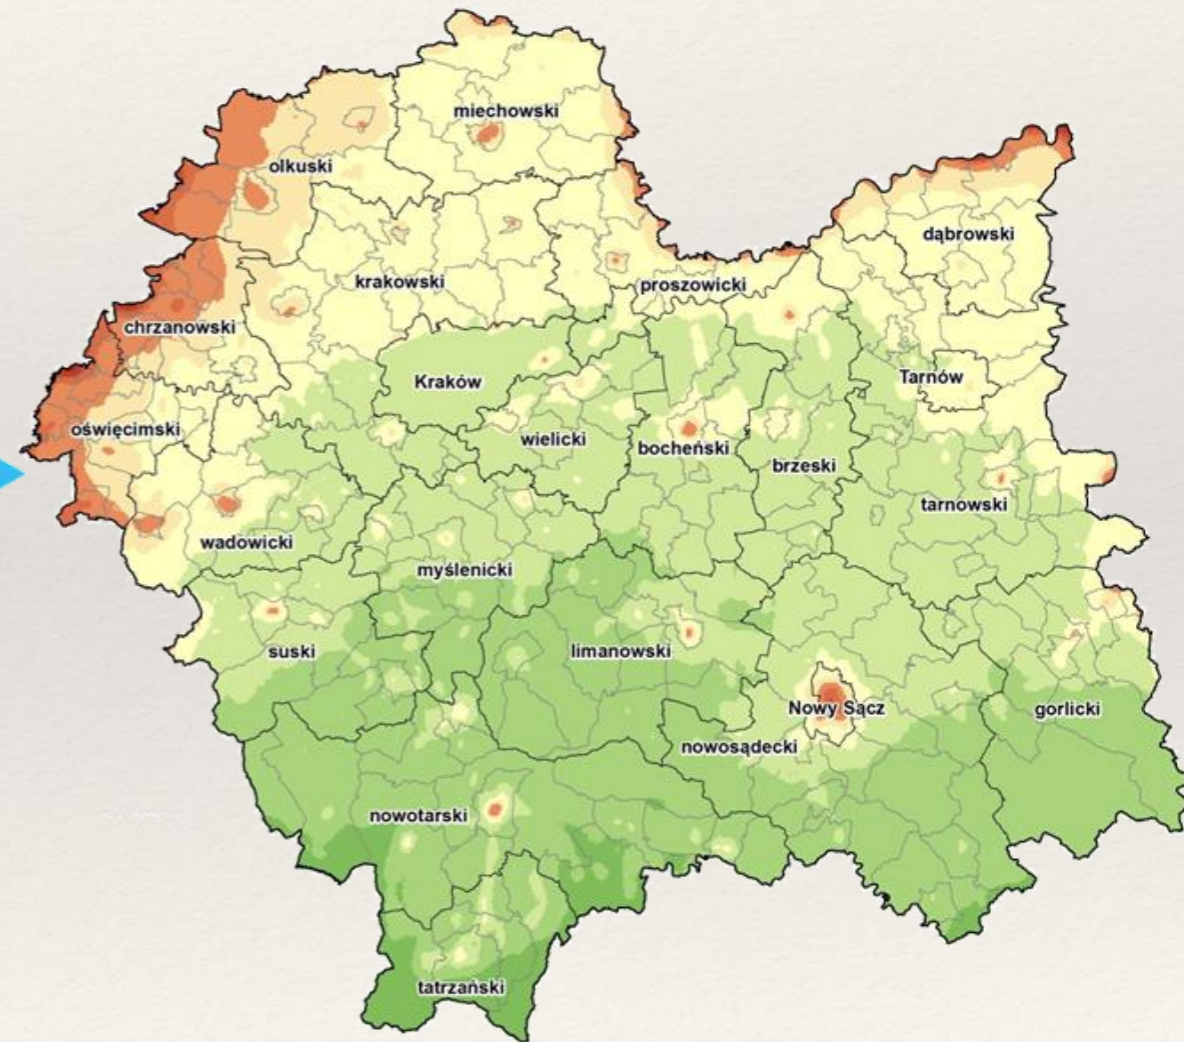 miechowski
olkuski
dąbrowski
krakowski
proszowicki
chrzanowski
Kraków
Tarnów
oświęcimski
wielicki
bocheński
brzeski
tarnowski
wadowicki
myślenicki
suski
limanowski
Nowy Sącz
gorlicki
nowosądecki
nowotarski
tatrzański